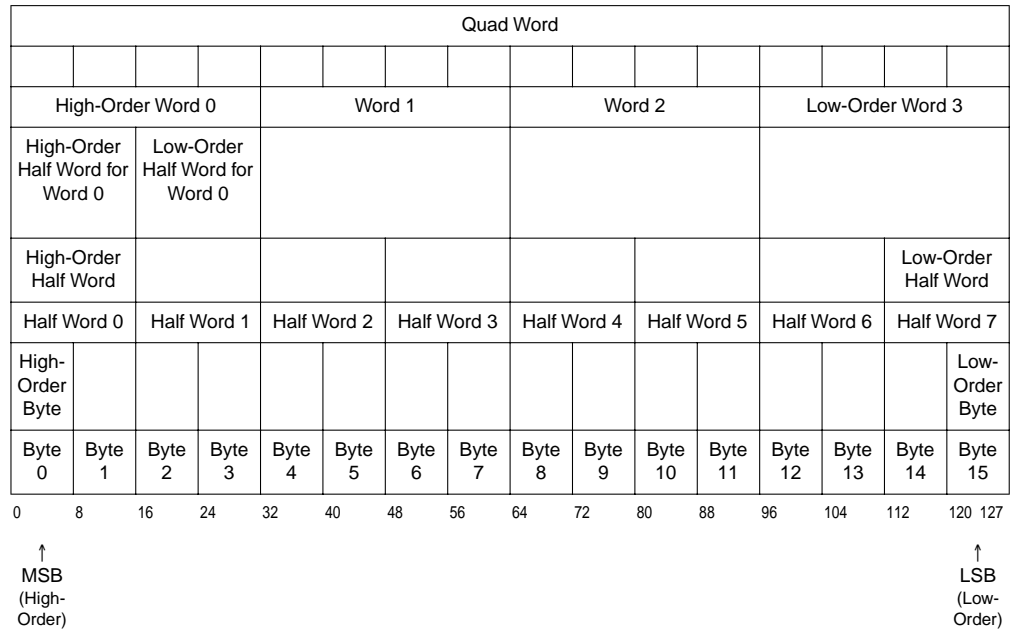 Quad Word
High-Order Word 0 Word 1 Word 2 Low-Order Word 3
High-Order Low-Order
Half Word for Half Word for
Word 0 Word 0
High- Order Low-Order
Half Word Half Word
Half Word 0 Half Word 1 Half Word 2 Half Word 3 Half Word 4 Half Word 5 Half Word 6 Half Word 7
High- Low-
Order Order
Byte Byte
Byte Byte Byte Byte Byte Byte Byte Byte Byte Byte Byte Byte Byte Byte Byte Byte
0 1 2 3 4 5 6 7 8 9 10 11 12 13 14 15
0 8 16 24 32 40 48 56 64 72 80 88 96 104 112 120 127
↑ ↑
MSB LSB
(High- (Low-
Order) Order)